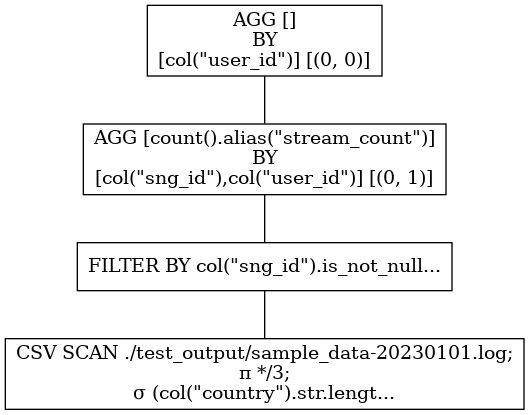 AGG []
BY
[col("user_id")] [(0, 0)]
AGG [count().alias("stream_count")]
BY
[col("sng_id"),col("user_id")] [(0, 1)]
FILTER BY col("sng_id").is_not_null...
CSV SCAN ./test_output/sample_data-20230101.log;
π */3;
σ (col("country").str.lengt...